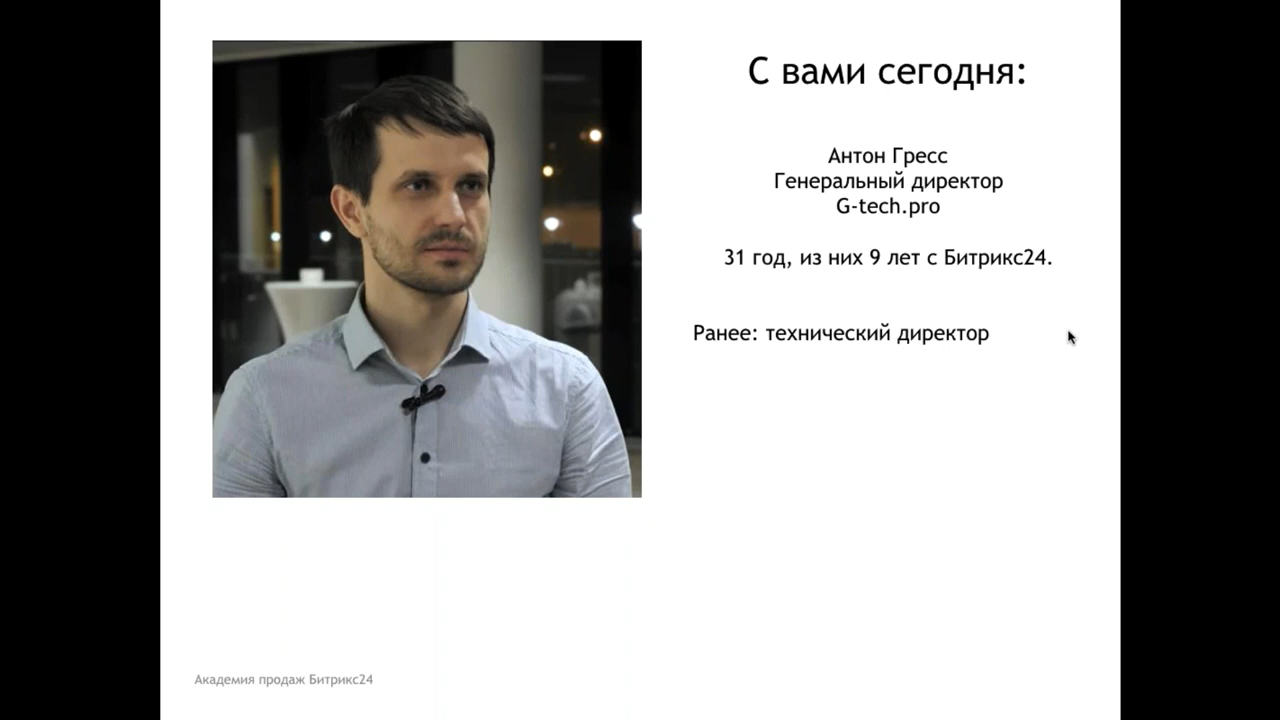 С вами сегодня:
Антон Гресс
Генеральный директор
G-tech.pro
31 год, из них 9 лет с Битрикс24.
Ранее: технический директор
Академия продаж Битрикс24